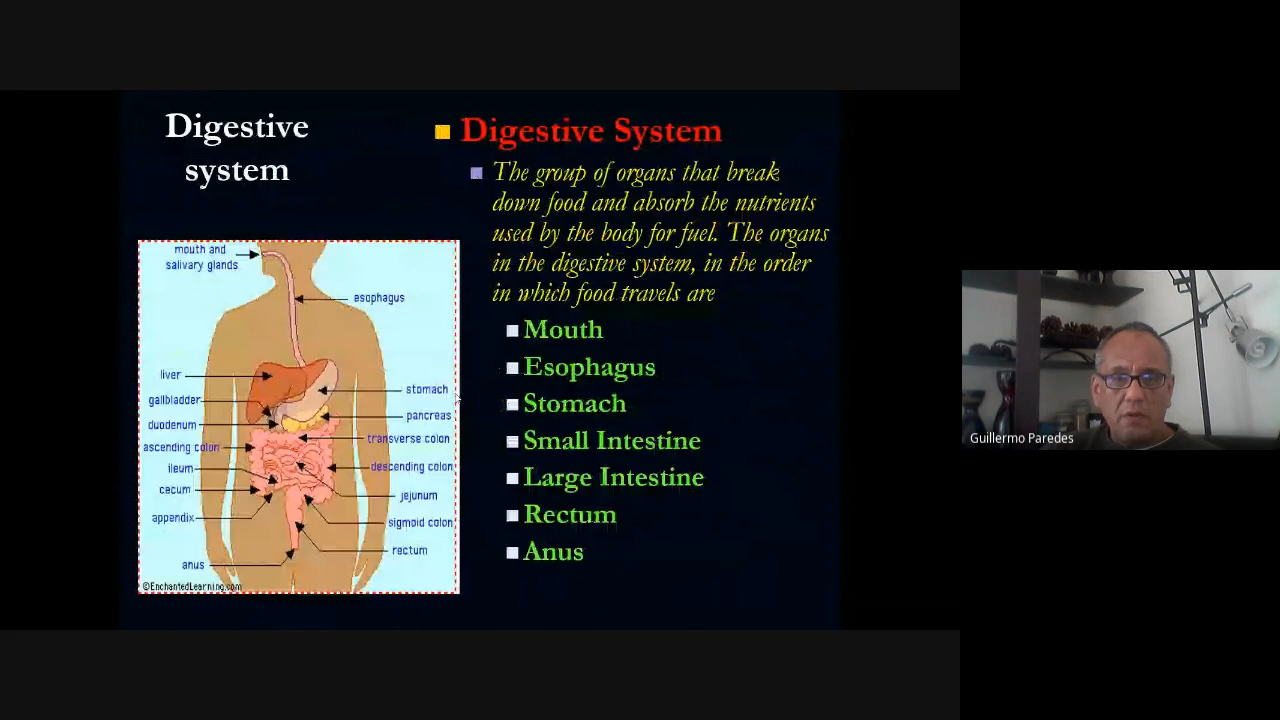 Digestive
system
Digestive System
The group of organs that break
down food and absorb the nutrients
used by the body for fuel. The organs
in the digestive system, in the order
in which food travels are
Mouth
Esophagus
Stomach
Small Intestine
Large Intestine
Rectum
Anus
mouth and
salivary glands
esophagus
liver
gallbladder
duodenum
ascending colon
ileum
cecum
appendix
anus
stomach
pancreas
transverse colon
descending colon
jejunum
sigmoid colon
rectum
©EnchantedLearning.com
Guillermo Paredes